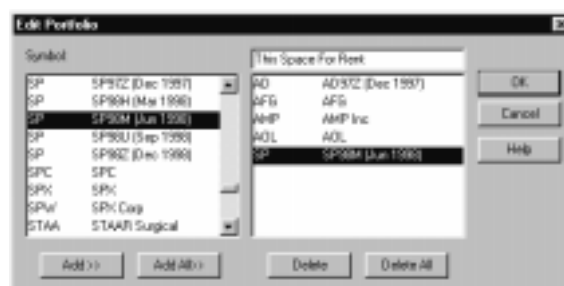 Edit Portfolio
Symbol:
This Space For Rent
SP SP97Z (Dec 1997)
SP SP98H (Mar 1998)
SP SP98M (Jun 1998)
SP SP98U (Sep 1998)
SP SP98Z (Dec 1998)
SPC SPC
SPX SPX
SPW SPX Corp
STAA STAAR Surgical
AD AD97Z (Dec 1997)
AFG AFG
AMP AMP Inc
AOL AOL
SP SP98M (Jun 1998)
OK
Cancel
Help
Add >>
Add All>>
Delete
Delete All